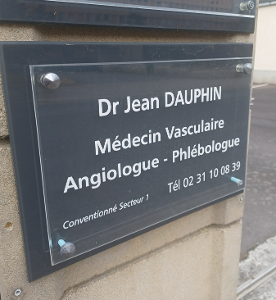 Dr Jean DAUPHIN
Médecin Vasculaire
Angiologue - Phlébologue
Tél 02 31 10 08 39
Conventionné Secteur 1